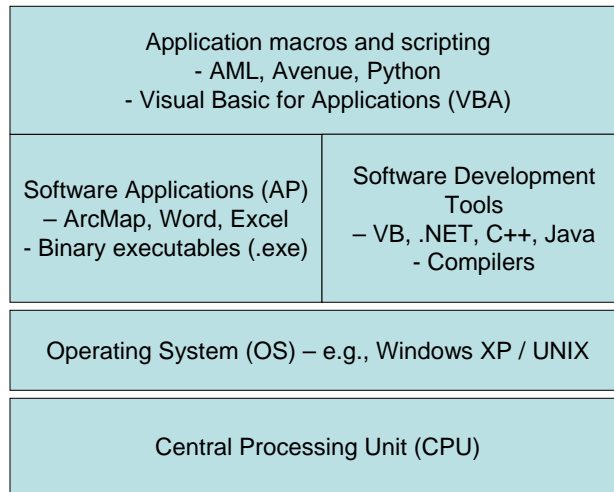 Application macros and scripting
- AML, Avenue, Python
- Visual Basic for Applications (VBA)
Software Applications (AP)
– ArcMap, Word, Excel
- Binary executables (.exe)
Software Development
Tools
– VB, .NET, C++, Java
- Compilers
Operating System (OS) – e.g., Windows XP / UNIX
Central Processing Unit (CPU)